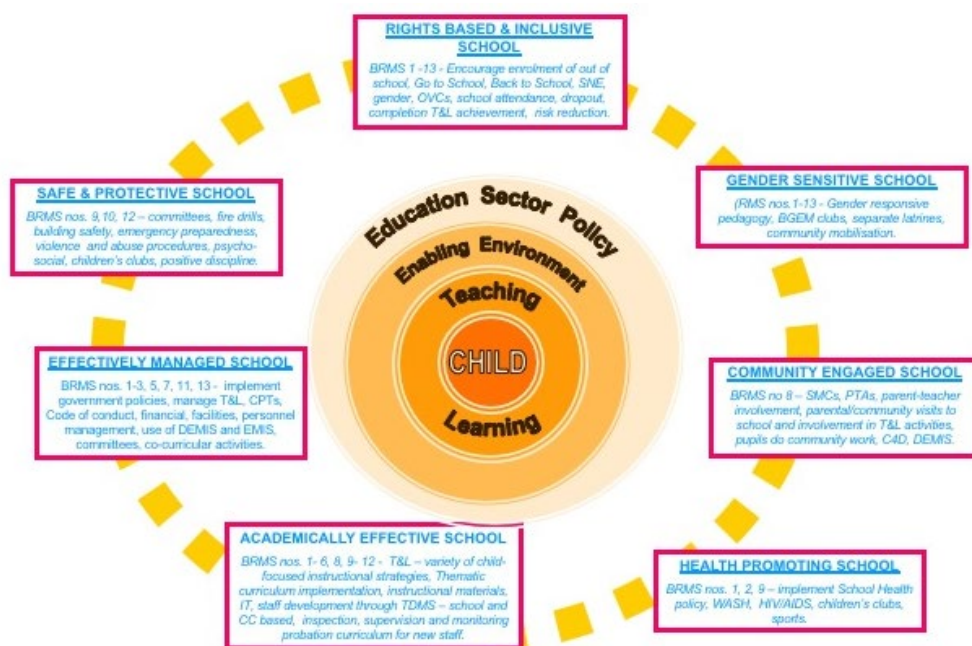 RIGHTS BASED & INCLUSIVE
SCHOOL
BRMS 1 -13 - Encourage enrolment of out of
school, Go to School, Back to School, SNE,
gender, OVCs, school attendance, dropout,
completion T&L achievement, risk reduction.
SAFE & PROTECTIVE SCHOOL
BRMS nos. 9,10, 12 – committees, fire drills,
building safety, emergency preparedness,
violence and abuse procedures, psycho-
social, children's clubs, positive discipline.
GENDER SENSITIVE SCHOOL
(RMS nos.1-13 - Gender responsive
pedagogy, BGEM clubs, separate latrines,
community mobilisation.
Education Sector Policy
Enabling Environment
Teaching
CHILD
Learning
EFFECTIVELY MANAGED SCHOOL
BRMS nos. 1-3, 5, 7, 11, 13 - implement
government policies, manage T&L, CPTs,
Code of conduct, financial, facilities, personnel
management, use of DEMIS and EMIS,
committees, co-curricular activities.
COMMUNITY ENGAGED SCHOOL
BRMS no 8 – SMCs, PTAs, parent-teacher
involvement, parental/community visits to
school and involvement in T&L activities,
pupils do community work, C4D, DEMIS.
ACADEMICALLY EFFECTIVE SCHOOL
BRMS nos. 1- 6, 8, 9- 12 - T&L – variety of child-
focused instructional strategies, Thematic
curriculum implementation, instructional materials,
IT, staff development through TDMS – school and
CC based, inspection, supervision and monitoring
probation curriculum for new staff.
HEALTH PROMOTING SCHOOL
BRMS nos. 1, 2, 9 – implement School Health
policy, WASH, HIV/AIDS, children's clubs,
sports.